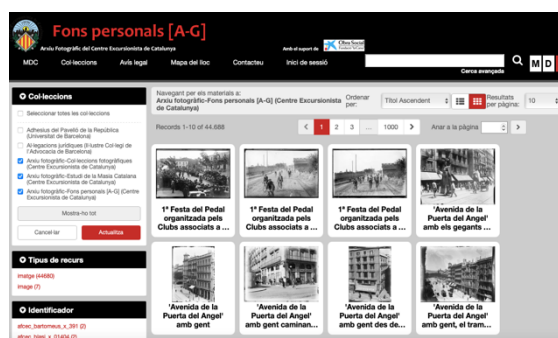 Fons personals [A-G]
Arxiu Fotogràfic del Centre Excursionista de Catalunya
Amb el suport de
Obra Social
MDC
Col·leccions
Avís legal
Mapa del lloc
Contacteu
Inici de sessió
Cerca avançada
M D
Col·leccions
Seleccionar totes les col·leccions
Adhesius del Pavelló de la República
(Universitat de Barcelona)
Al·legacions jurídiques (Il·lustre Col·legi de
l'Advocacia de Barcelona)
Arxiu fotogràfic-Col·leccions fotogràfiques
(Centre Excursionista de Catalunya)
Arxiu fotogràfic-Estudi de la Masia Catalana
(Centre Excursionista de Catalunya)
Arxiu fotogràfic-Fons personals [A-G] (Centre
Excursionista de Catalunya)
Mostra-ho tot
Cancel·lar
Actualitza
Tipus de recurs
imatge (44680)
image (7)
Identificador
afcec_bartomeus_x_391 (2)
Navegant per els materials a:
Arxiu fotogràfic-Fons personals [A-G] (Centre Excursionista
de Catalunya)
Ordenar
per:
Títol Ascendent
Resultats
per pàgina:
10
Records 1-10 of 44.688
< 1 2 3 ... 1000 >
Anar a la pàgina
>
1ª Festa del Pedal
organitzada pels
Clubs associats a ...
1ª Festa del Pedal
organitzada pels
Clubs associats a ...
1ª Festa del Pedal
organitzada pels
Clubs associats a ...
'Avenida de la
Puerta del Angel'
amb els gegants ...
'Avenida de la
Puerta del Angel'
amb gent
'Avenida de la
Puerta del Angel'
amb gent caminan...
'Avenida de la
Puerta del Angel'
amb gent des de...
'Avenida de la
Puerta del Angel'
amb gent, el tram...